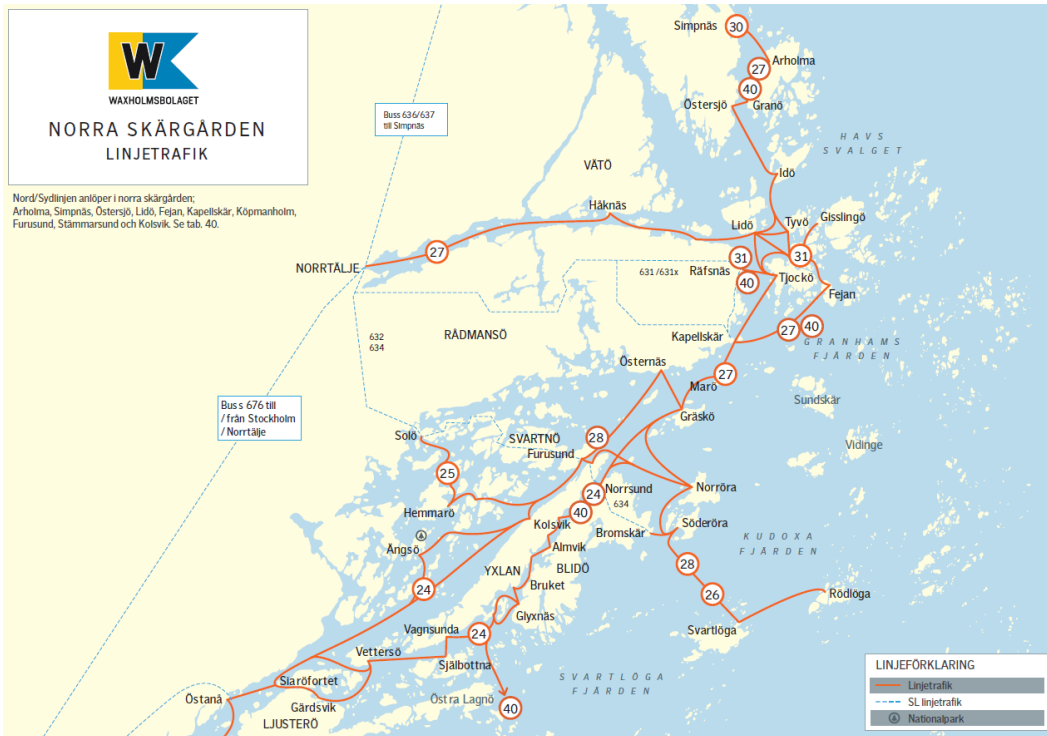 W
WAXHOLMSBOLAGET
NORRA SKÄRGÅRDEN
LINJETRAFIK
Nord/Sydlinjen anlöper i norra skärgården;
Arholma, Simpnäs, Östersjö, Lidö, Fejan, Kapellskär, Köpmanholm,
Furusund, Stämmarsund och Kolsvik. Se tab. 40.
Simpnäs
30
Arholma
27
40
Östersjö
Granö
Buss 636/637
till Simpnäs
HAVS
SVALGET
VÄTÖ
Idö
Håknäs
Lidö
Tyvö
Gisslingö
27
NORRTÄLJE
31
31
631/631x
Räfsnäs
Tjockö
40
Fejan
632
634
RÅDMANSÖ
Kapellskär
27
40
GRANHAMS
FJÄRDEN
Östernäs
27
Marö
Sundskär
Gräskö
Buss 676 till
/från Stockholm
/Norrtälje
Solö
SVARTNÖ
28
Vidinge
Furusund
25
24
Norrsund
Norröra
634
Hemmarö
40
Kolsvik
Bromskär
Söderöra
KUDOXA
FJÄRDEN
Ängsö
Almvik
28
YXLAN
BLIDÖ
24
Bruket
26
Rödlöga
Glyxnäs
Svartlöga
Vagnsunda
24
Vettersö
Själbottna
SVARTLÖGA
FJÄRDEN
Siaröfortet
Östanå
Gärdsvik
Östra Lagnö
40
LJUSTERÖ
LINJEFÖRKLARING
Linjetrafik
SL linjetrafik
Nationalpark